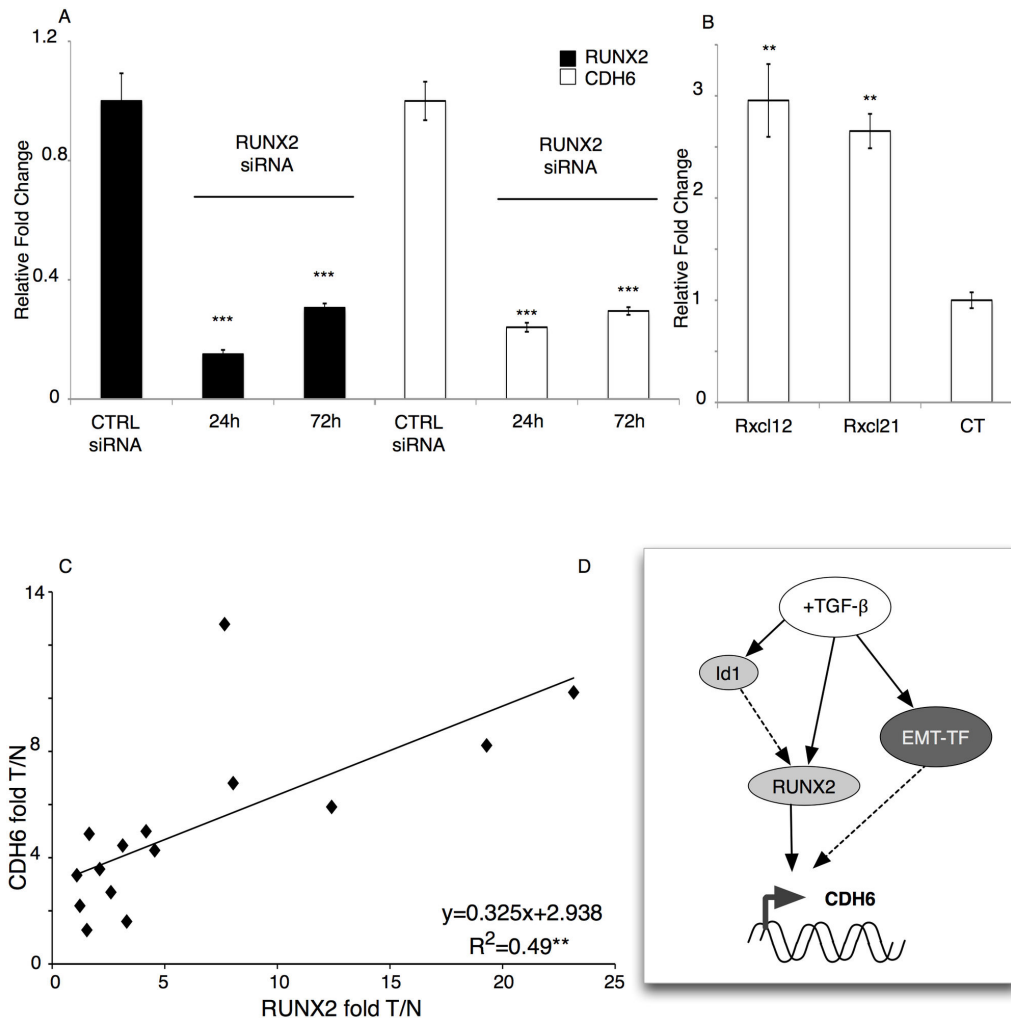 A
1.2
0.8
0.4
0
Relative Fold Change
RUNX2
CDH6
RUNX2
siRNA
RUNX2
siRNA
***
***
***
***
CTRL
siRNA
24h
72h
CTRL
siRNA
24h
72h
B
3
2
1
0
Relative Fold Change
**
**
Rxcl12
Rxcl21
CT
C
14
8
4
0
CDH6 fold T/N
y=0.325x+2.938
R²=0.49**
0
5
10
15
20
25
RUNX2 fold T/N
D
+TGF-β
Id1
EMT-TF
RUNX2
CDH6